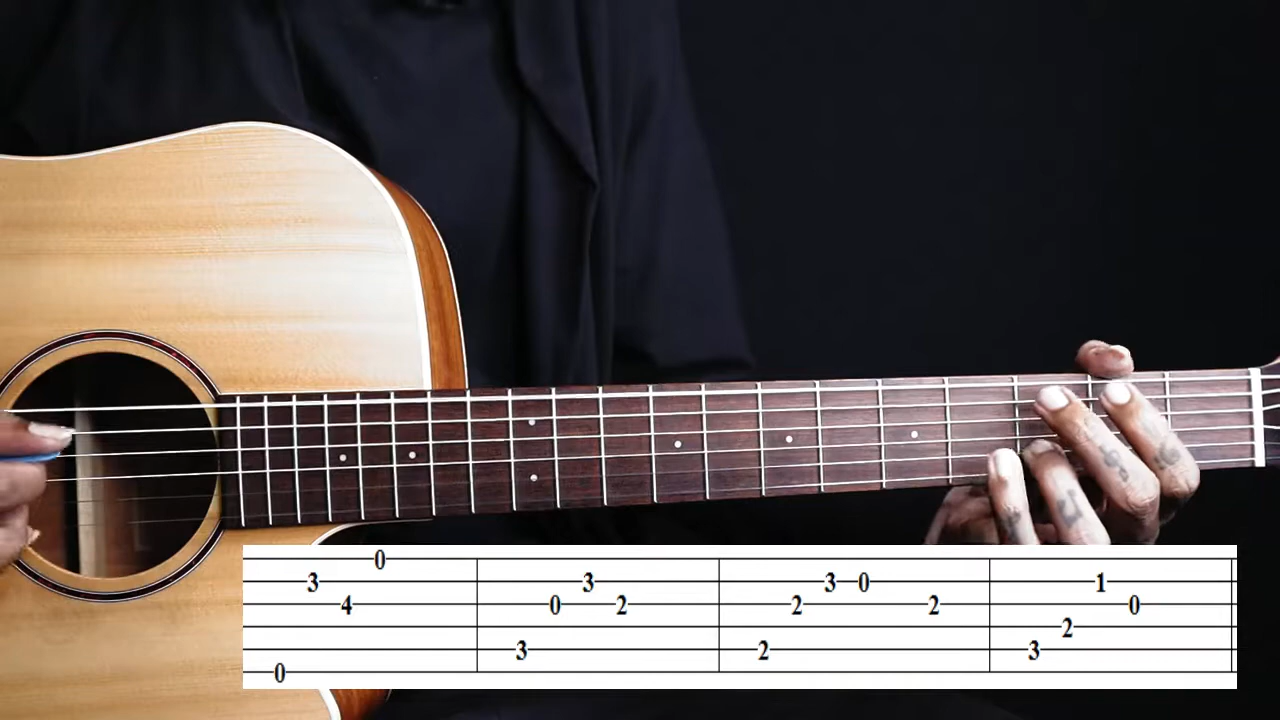 0
3 3 3 0 1
4 0 2 2 2 0
2
3 2 3
0